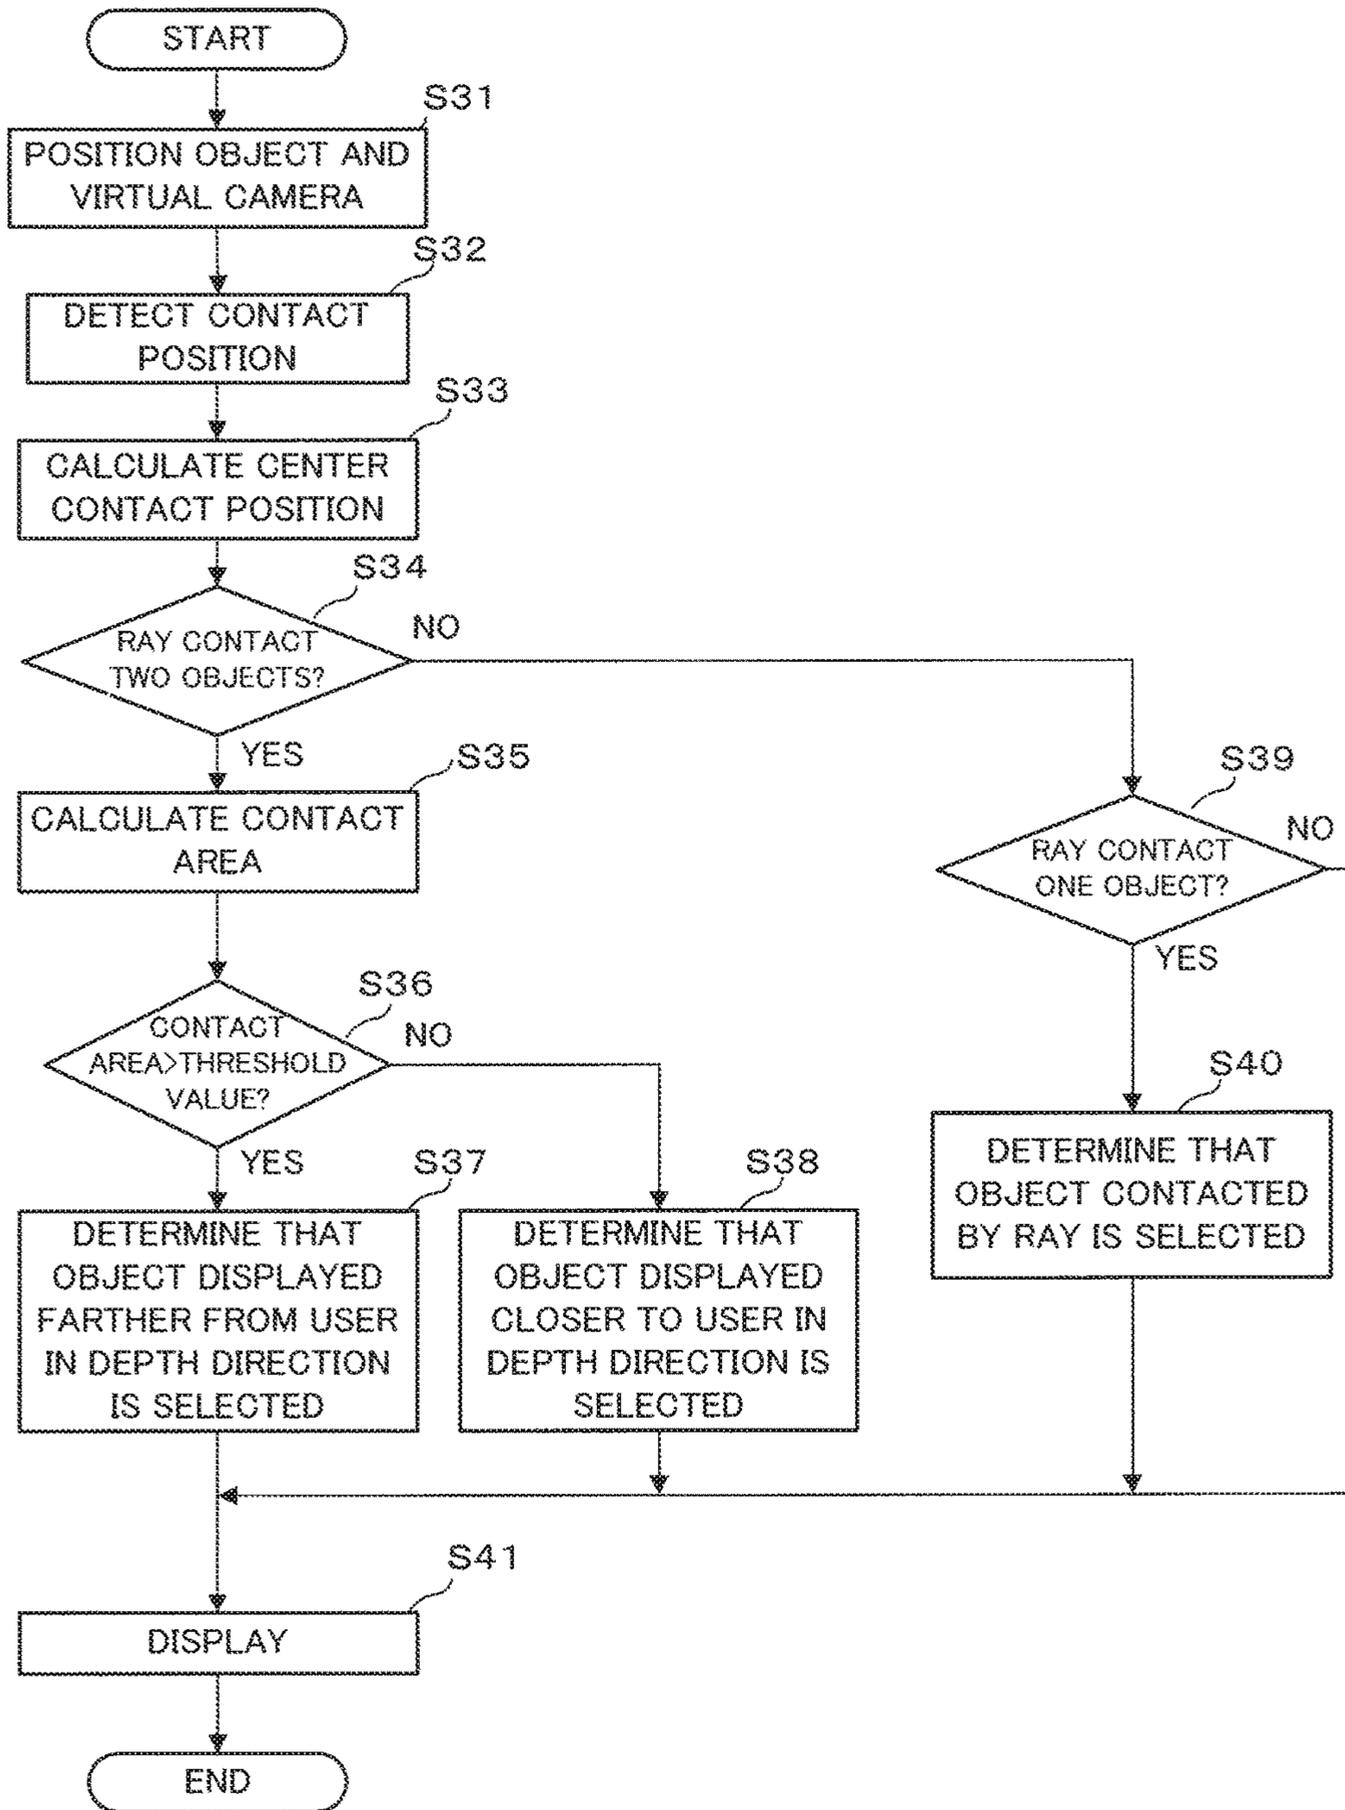 START
S31
POSITION OBJECT AND
VIRTUAL CAMERA
S32
DETECT CONTACT
POSITION
S33
CALCULATE CENTER
CONTACT POSITION
S34
RAY CONTACT
TWO OBJECTS?
NO
YES
S35
CALCULATE CONTACT
AREA
S39
RAY CONTACT
ONE OBJECT?
NO
YES
S36
CONTACT
AREA>THRESHOLD
VALUE?
NO
YES
S40
DETERMINE THAT
OBJECT CONTACTED
BY RAY IS SELECTED
S37
DETERMINE THAT
OBJECT DISPLAYED
FARTHER FROM USER
IN DEPTH DIRECTION
IS SELECTED
S38
DETERMINE THAT
OBJECT DISPLAYED
CLOSER TO USER IN
DEPTH DIRECTION IS
SELECTED
S41
DISPLAY
END